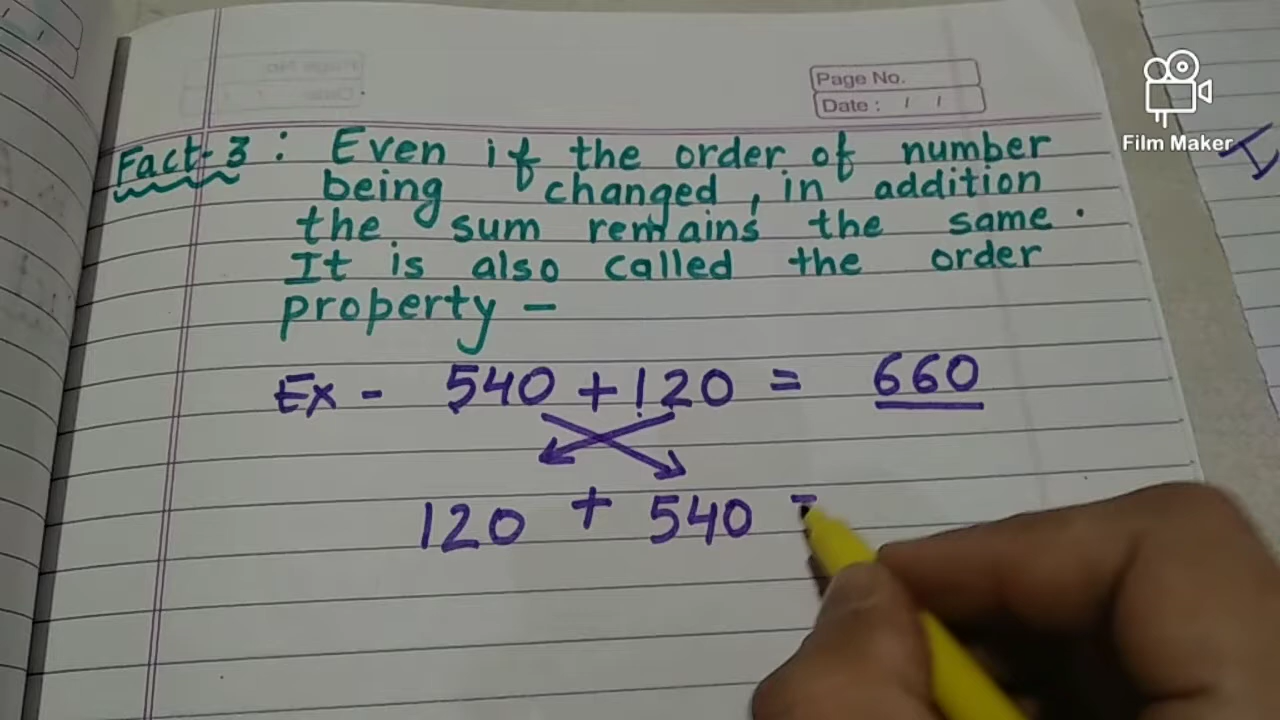 Page No.
Date : / /
Film Maker
Fact-3 : Even if the order of number
being changed, in addition
the sum remains the same.
It is also called the order
property -
Ex - 540 + 120 = 660
120 + 540 =